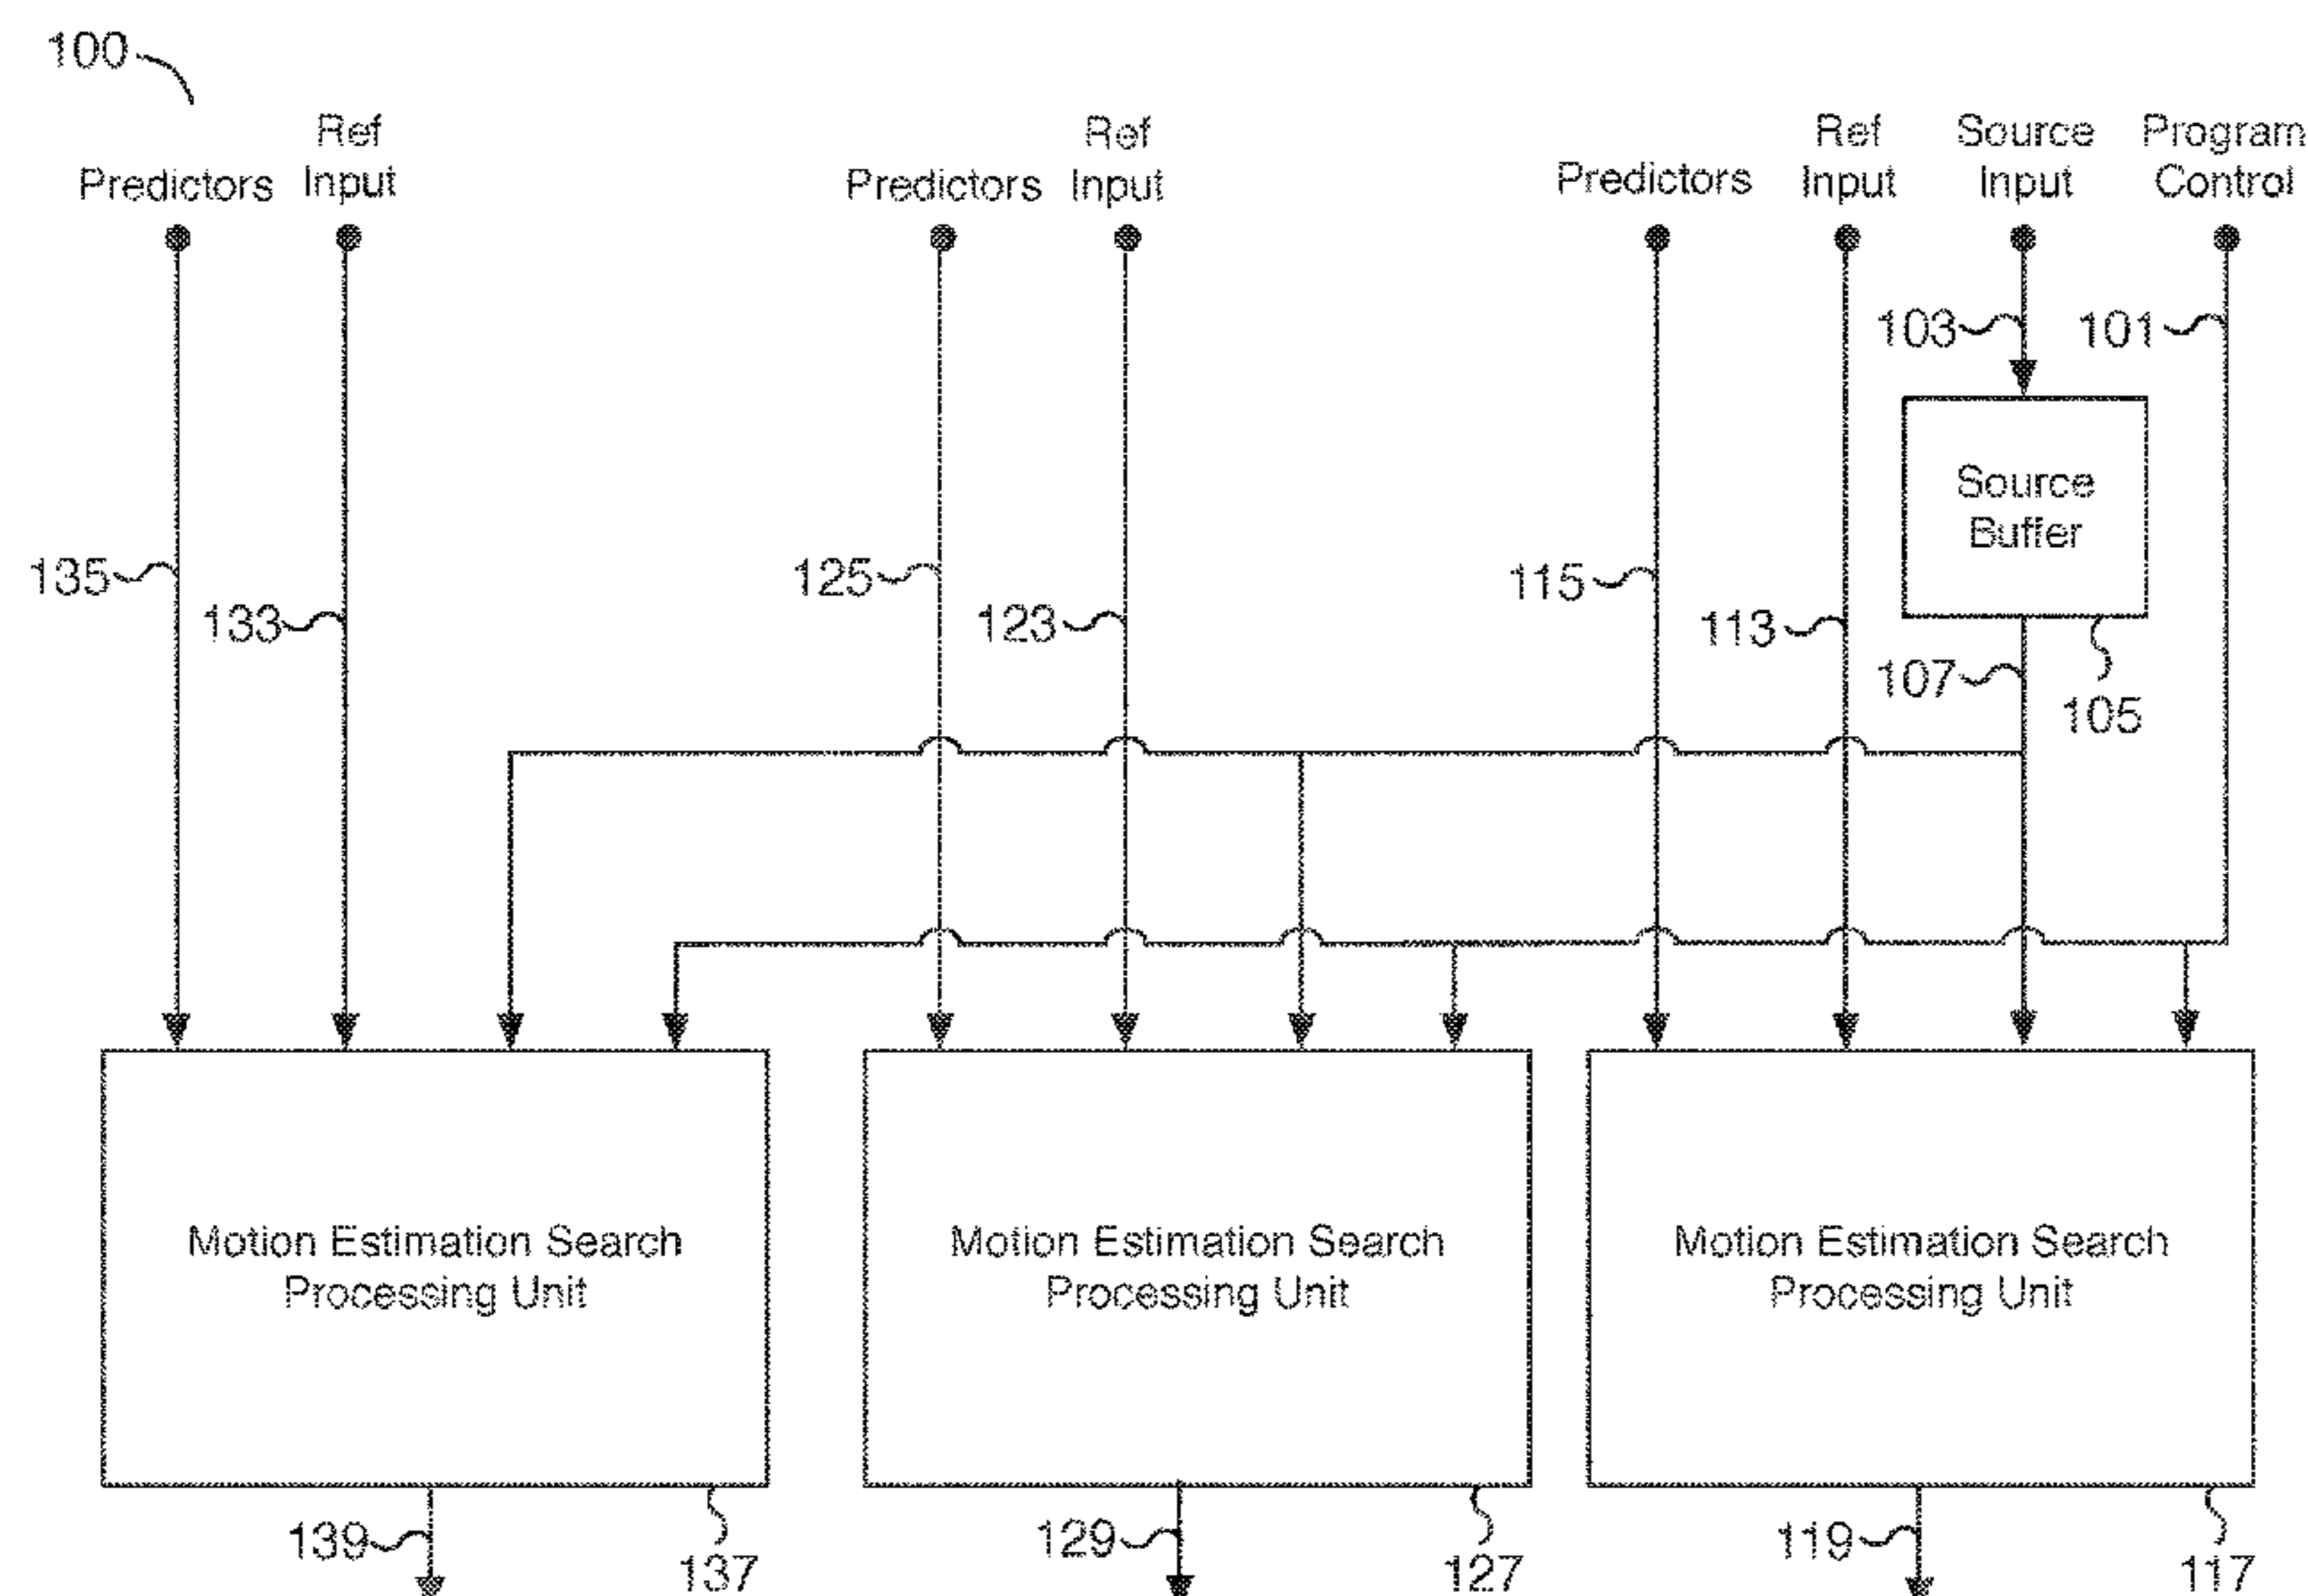 100
Predictors
Ref
Input
Predictors
Ref
Input
Predictors
Ref
Input
Source
Input
Program
Control
103
101
Source
Buffer
135
133
125
123
115
113
107
105
Motion Estimation Search
Processing Unit
Motion Estimation Search
Processing Unit
Motion Estimation Search
Processing Unit
139
137
129
127
119
117